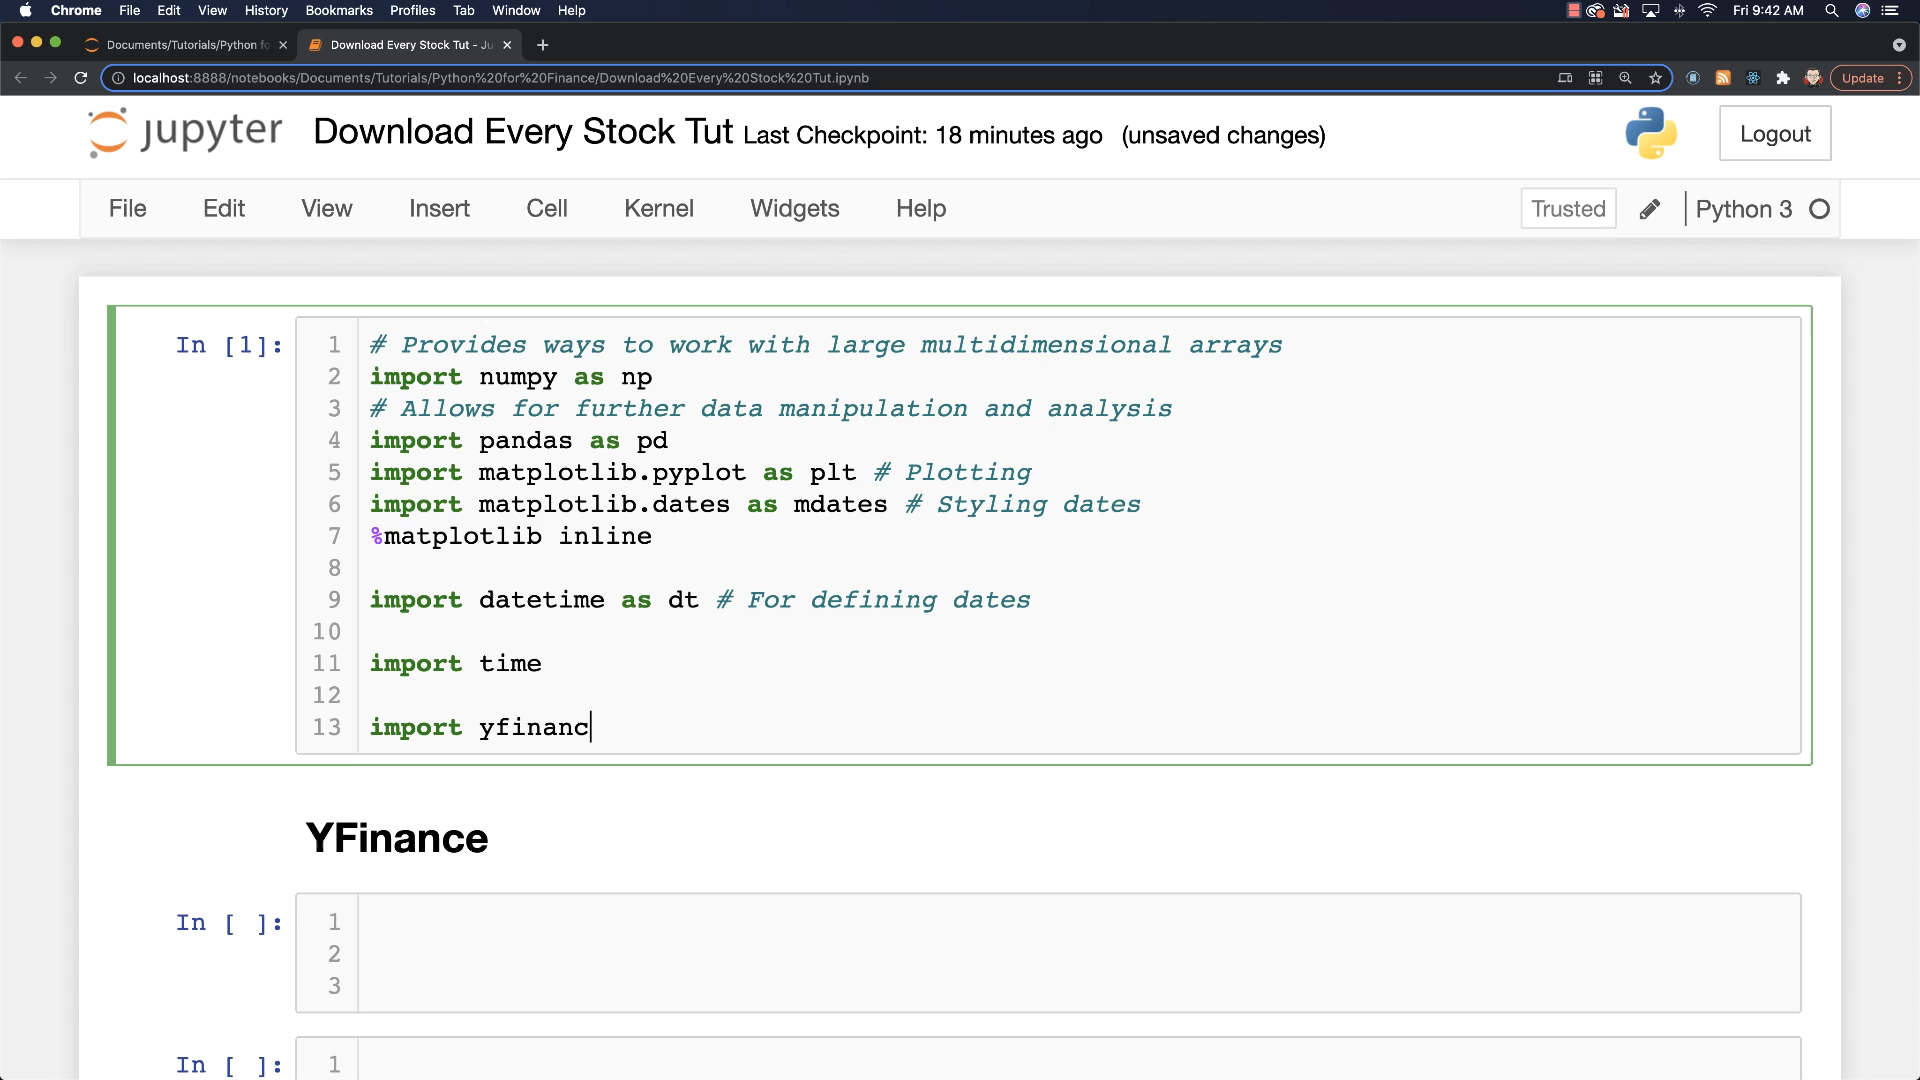 Chrome File Edit View History Bookmarks Profiles Tab Window Help Fri 9:42 AM
Documents/Tutorials/Python fo Download Every Stock Tut - Ju
localhost:8888/notebooks/Documents/Tutorials/Python%20for%20Finance/Download%20Every%20Stock%20Tut.ipynb Update
jupyter Download Every Stock Tut Last Checkpoint: 18 minutes ago (unsaved changes) Logout
File Edit View Insert Cell Kernel Widgets Help Trusted Python 3
In [1]: 1 # Provides ways to work with large multidimensional arrays
2 import numpy as np
3 # Allows for further data manipulation and analysis
4 import pandas as pd
5 import matplotlib.pyplot as plt # Plotting
6 import matplotlib.dates as mdates # Styling dates
7 %matplotlib inline
8
9 import datetime as dt # For defining dates
10
11 import time
12
13 import yfinanc
YFinance
In [ ]: 1
2
3
In [ ]: 1